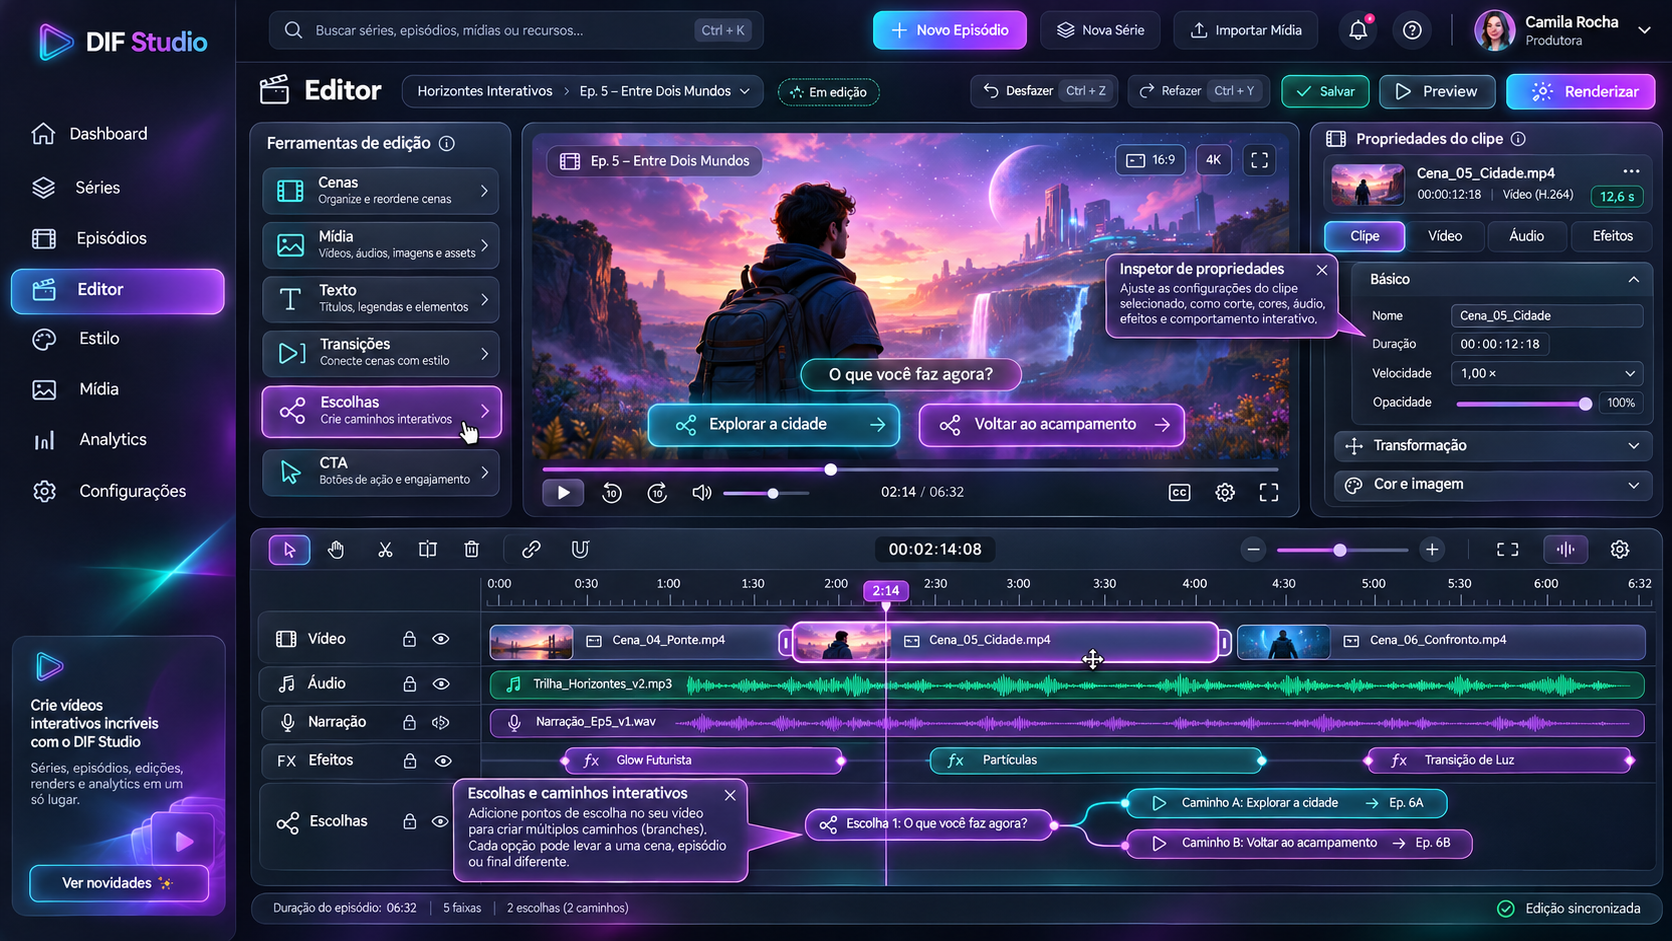 DIF Studio
Buscar séries, episódios, mídias ou recursos...
Ctrl + K
Novo Episódio
Nova Série
Importar Mídia
Camila Rocha
Produtora
Dashboard
Séries
Episódios
Editor
Estilo
Mídia
Analytics
Configurações
Crie vídeos
interativos incríveis
com o DIF Studio
Séries, episódios, edições,
renders e analytics em um
só lugar.
Ver novidades
Editor
Horizontes Interativos > Ep. 5 – Entre Dois Mundos
Em edição
Desfazer Ctrl + Z
Refazer Ctrl + Y
Salvar
Preview
Renderizar
Ferramentas de edição
Cenas
Organize e reordene cenas
Mídia
Vídeos, áudios, imagens e assets
Texto
Títulos, legendas e elementos
Transições
Conecte cenas com estilo
Escolhas
Crie caminhos interativos
CTA
Botões de ação e engajamento
Ep. 5 – Entre Dois Mundos
16:9
4K
O que você faz agora?
Explorar a cidade
Voltar ao acampamento
10
10
02:14 / 06:32
CC
Propriedades do clipe
Cena_05_Cidade.mp4
00:00:12:18 | Vídeo (H.264)
12,6 s
Clipe
Vídeo
Áudio
Efeitos
Inspetor de propriedades
Ajuste as configurações do clipe
selecionado, como corte, cores, áudio,
efeitos e comportamento interativo.
Básico
Nome Cena_05_Cidade
Duração 00:00:12:18
Velocidade 1,00 ×
Opacidade 100%
Transformação
Cor e imagem
00:02:14:08
0:00 0:30 1:00 1:30 2:00 2:14 2:30 3:00 3:30 4:00 4:30 5:00 5:30 6:00 6:32
Vídeo
Cena_04_Ponte.mp4
Cena_05_Cidade.mp4
Cena_06_Confronto.mp4
Áudio
Trilha_Horizontes_v2.mp3
Narração
Narração_Ep5_v1.wav
FX Efeitos
fx Glow Futurista
fx Partículas
fx Transição de Luz
Escolhas
Escolhas e caminhos interativos
Adicione pontos de escolha no seu vídeo
para criar múltiplos caminhos (branches).
Cada opção pode levar a uma cena, episódio
ou final diferente.
Escolha 1: O que você faz agora?
Caminho A: Explorar a cidade → Ep. 6A
Caminho B: Voltar ao acampamento → Ep. 6B
Duração do episódio: 06:32 | 5 faixas | 2 escolhas (2 caminhos)
Edição sincronizada